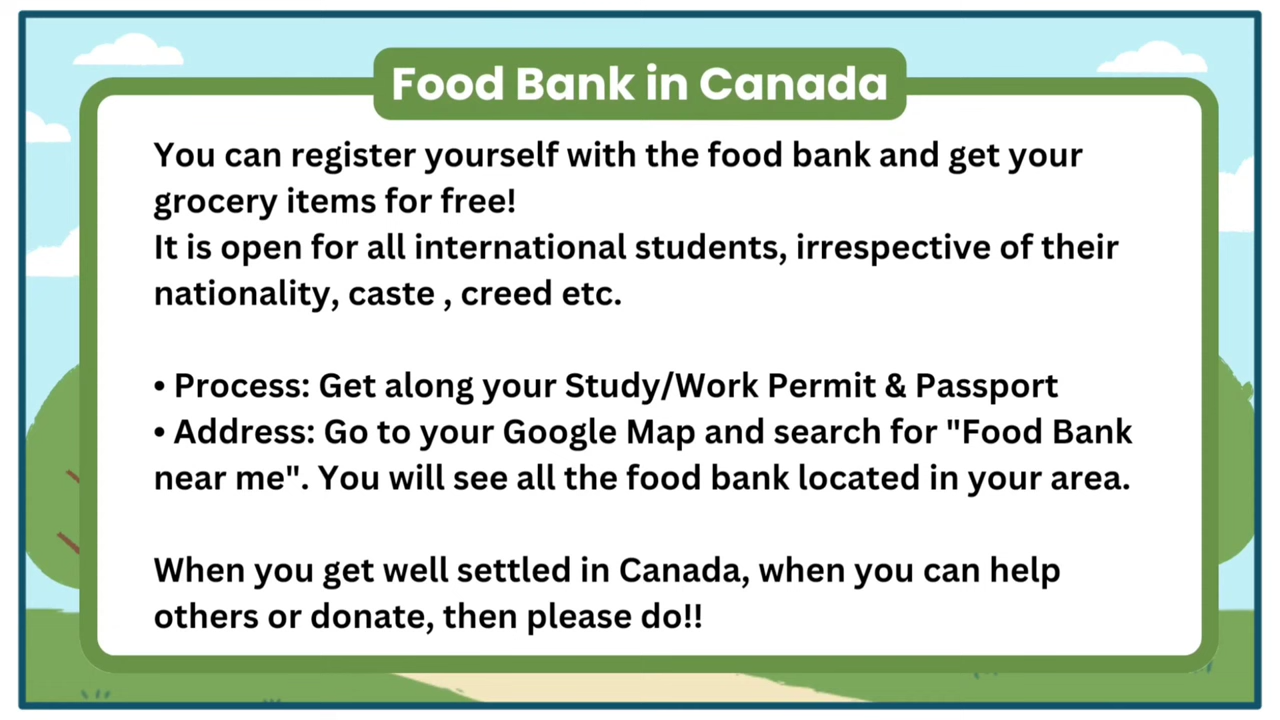 Food Bank in Canada
You can register yourself with the food bank and get your
grocery items for free!
It is open for all international students, irrespective of their
nationality, caste , creed etc.
• Process: Get along your Study/Work Permit & Passport
• Address: Go to your Google Map and search for "Food Bank
near me". You will see all the food bank located in your area.
When you get well settled in Canada, when you can help
others or donate, then please do!!